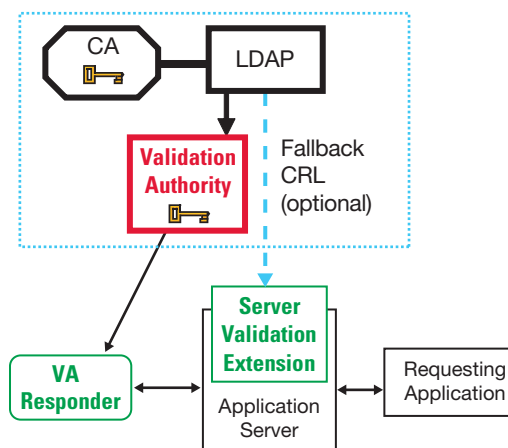 CA
LDAP
Validation
Authority
Fallback
CRL
(optional)
Server
Validation
Extension
VA
Responder
Application
Server
Requesting
Application